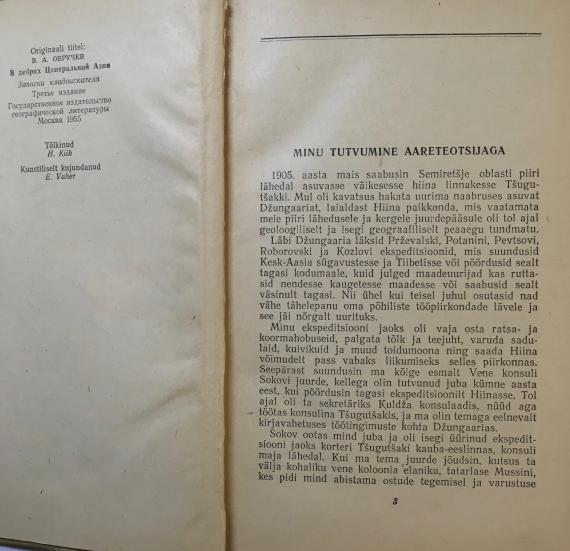 Originaali tiitel:
В. А. ОБРУЧЕВ
В дебрях Центральной Азии
Записки кладоискателя
Третье издание
Государственное издательство
географической литературы
Москва 1955
Tõlkinud
H. Kiik
Kunstiliselt kujundanud
E. Vaher
MINU TUTVUMINE AARETEOTSIJAGA
1905. aasta mais saabusin Semiretšje oblasti piiri
lähedal asuvasse väikesesse hiina linnakesse Tšugu-
tšakki. Mul oli kavatsus hakata uurima naabruses asuvat
Džungaariat, laialdast Hiina paikkonda, mis vaatamata
meie piiri lähedusele ja kergele juurdepääsule oli tol ajal
geoloogiliselt ja isegi geograafiliselt peaaegu tundmatu.
Läbi Džungaaria läksid Prževalski, Potanini, Pevtsovi,
Roborovski ja Kozlovi ekspeditsioonid, mis suundusid
Kesk-Aasia sügavustesse ja Tiibetisse või pöördusid sealt
tagasi kodumaale, kuid julged maadeuurijad kas rutta-
sid nendesse kaugetesse maadesse või saabusid sealt
väsinult tagasi. Nii ühel kui teisel juhul osutasid nad
vähe tähelepanu oma põhiliste tööpiirkondade lävele ja
see jäi nõrgalt uurituks.
Minu ekspeditsiooni jaoks oli vaja osta ratsa- ja
koormahobuseid, palgata tõlk ja teejuht, varuda sadu-
laid, kuivikuid ja muud toidumoona ning saada Hiina
võimudelt pass vabaks liikumiseks selles piirkonnas.
Seepärast suundusin ma kõige esmalt Vene konsuli
Sokovi juurde, kellega olin tutvunud juba kümne aasta
eest, kui pöördusin tagasi ekspeditsioonilt Hiinasse. Tol
ajal oli ta sekretäriks Kuldža konsulaadis, nüüd aga
töötas konsulina Tšugutšakis, ja ma olin temaga eelnevalt
kirjavahetuses töötingimuste kohta Džungaarias.
Sokov ootas mind juba ja oli isegi üürinud ekspedit-
siooni jaoks korteri Tšugutšaki kauba-eeslinnas, konsuli
maja lähedal. Kui ma tema juurde jõudsin, kutsus ta
välja kohaliku vene koloonia elaniku, tatarlase Mussini,
kes pidi mind abistama ostude tegemisel ja varustuse
3